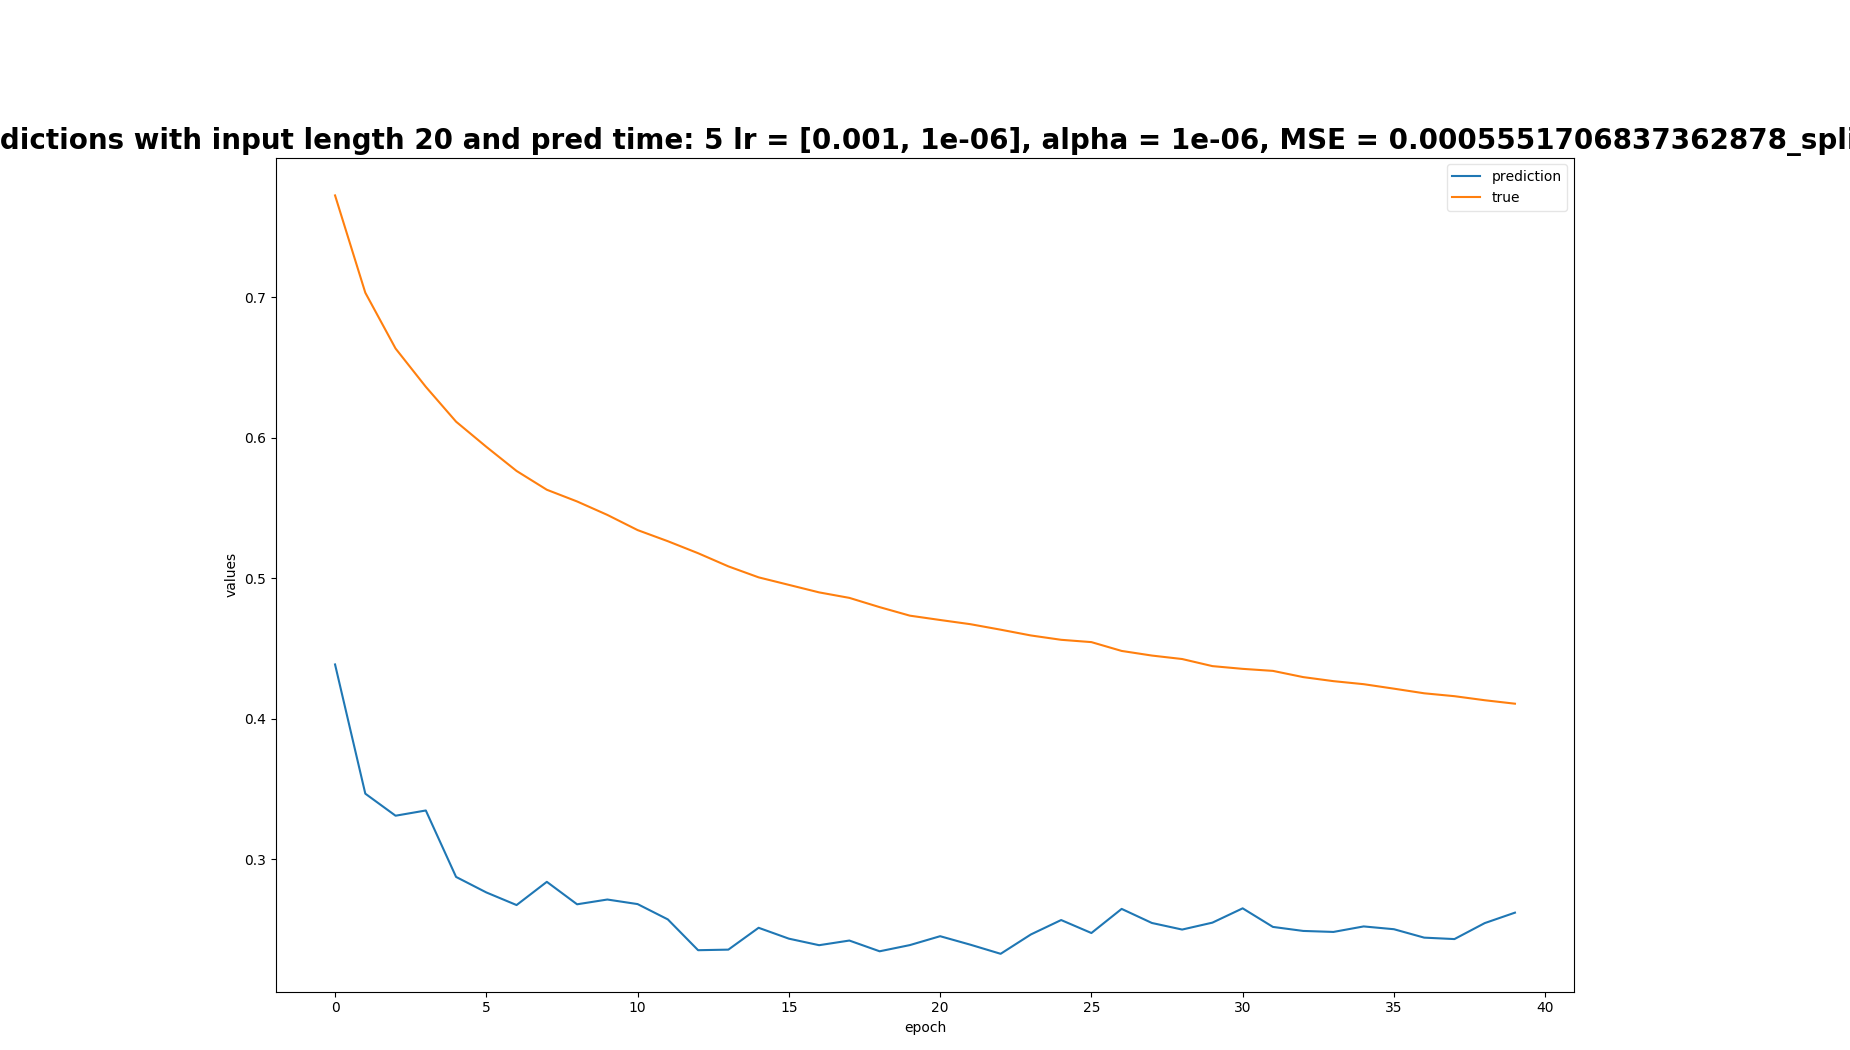 dictions with input length 20 and pred time: 5 lr = [0.001, 1e-06], alpha = 1e-06, MSE = 0.0005551706837362878_spli
prediction
true
0.7
0.6
0.5
0.4
0.3
values
0 5 10 15 20 25 30 35 40
epoch